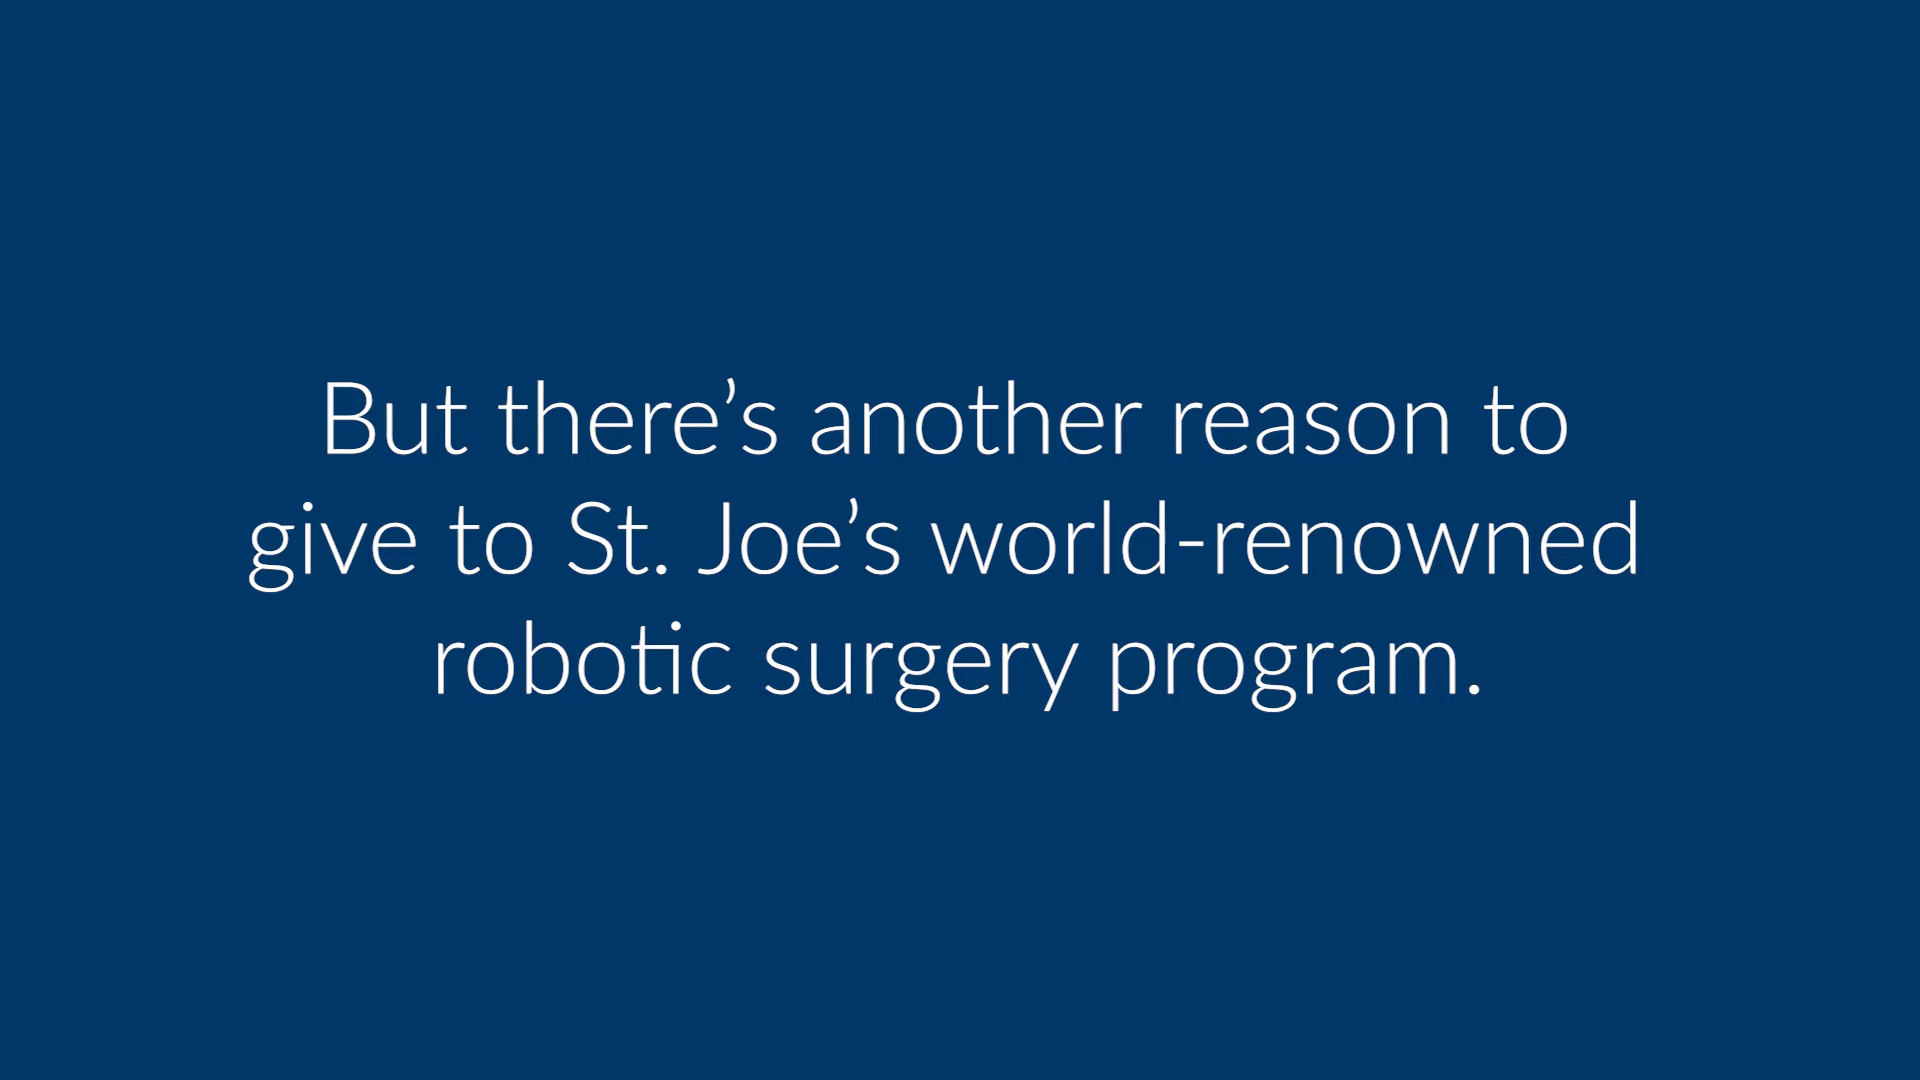 But there’s another reason to
give to St. Joe’s world-renowned
robotic surgery program.